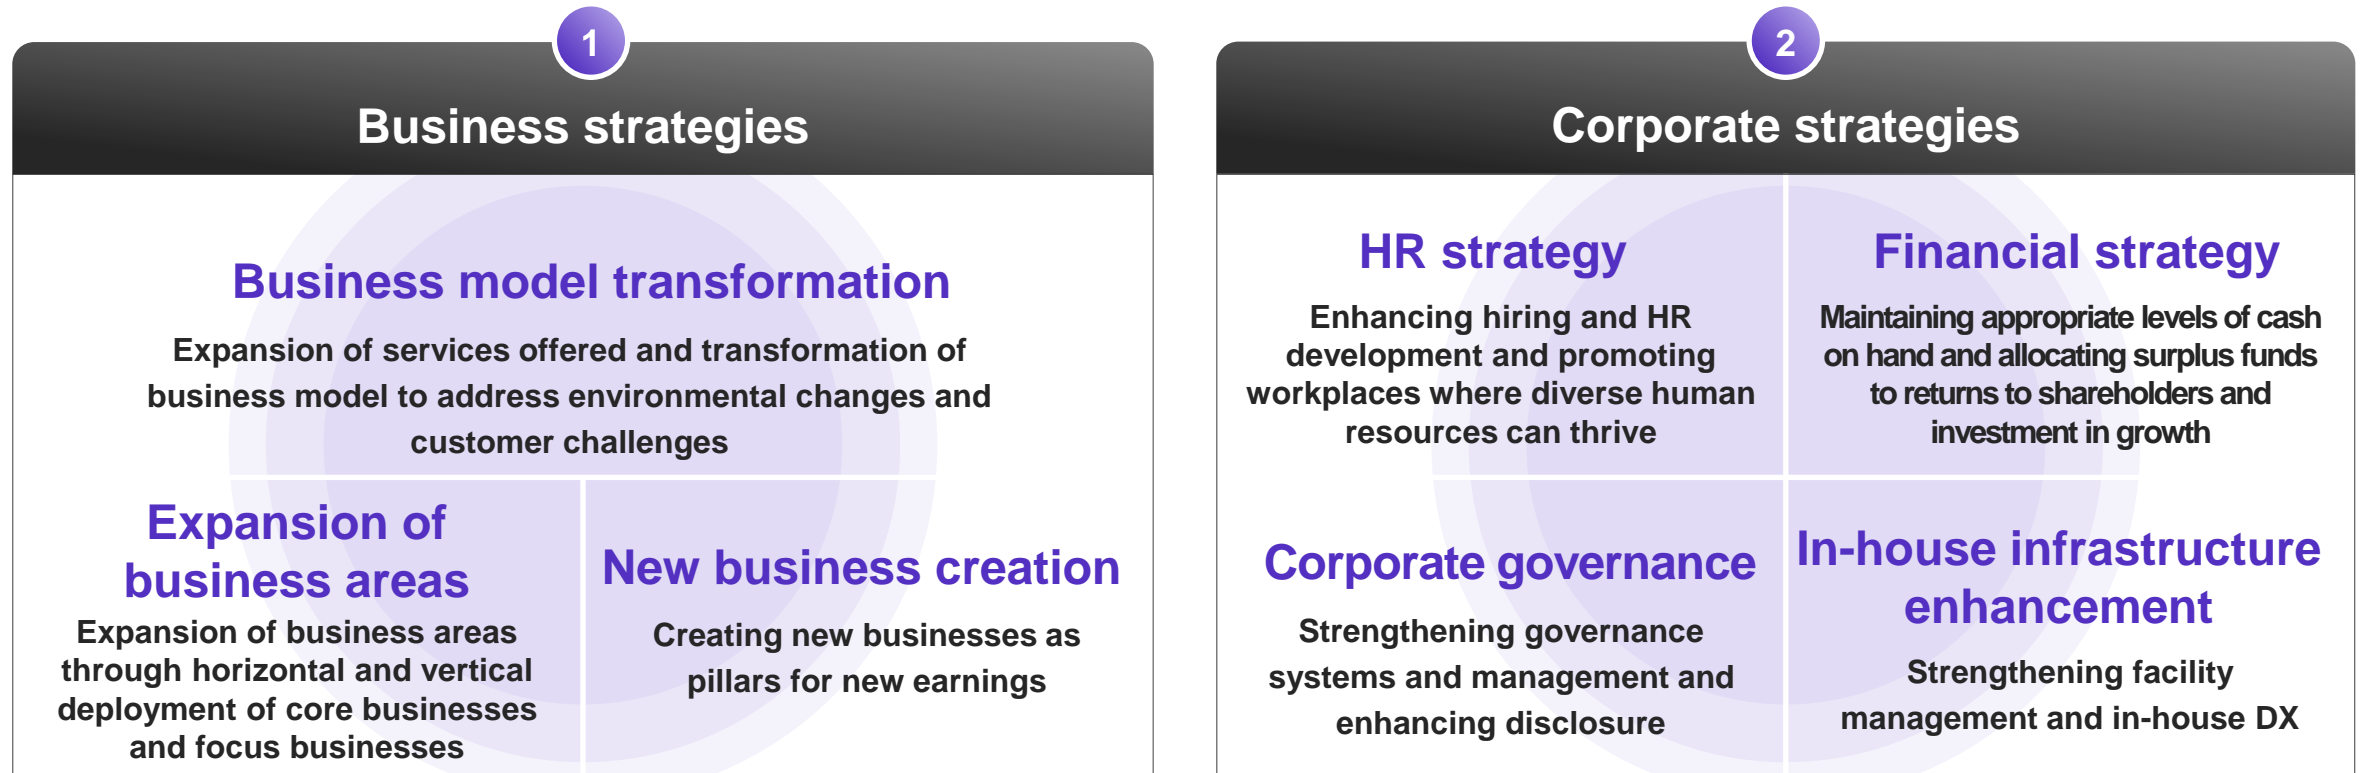 1
Business strategies
Business model transformation
Expansion of services offered and transformation of
business model to address environmental changes and
customer challenges
Expansion of
business areas
Expansion of business areas
through horizontal and vertical
deployment of core businesses
and focus businesses
New business creation
Creating new businesses as
pillars for new earnings
2
Corporate strategies
HR strategy
Enhancing hiring and HR
development and promoting
workplaces where diverse human
resources can thrive
Financial strategy
Maintaining appropriate levels of cash
on hand and allocating surplus funds
to returns to shareholders and
investment in growth
Corporate governance
Strengthening governance
systems and management and
enhancing disclosure
In-house infrastructure
enhancement
Strengthening facility
management and in-house DX